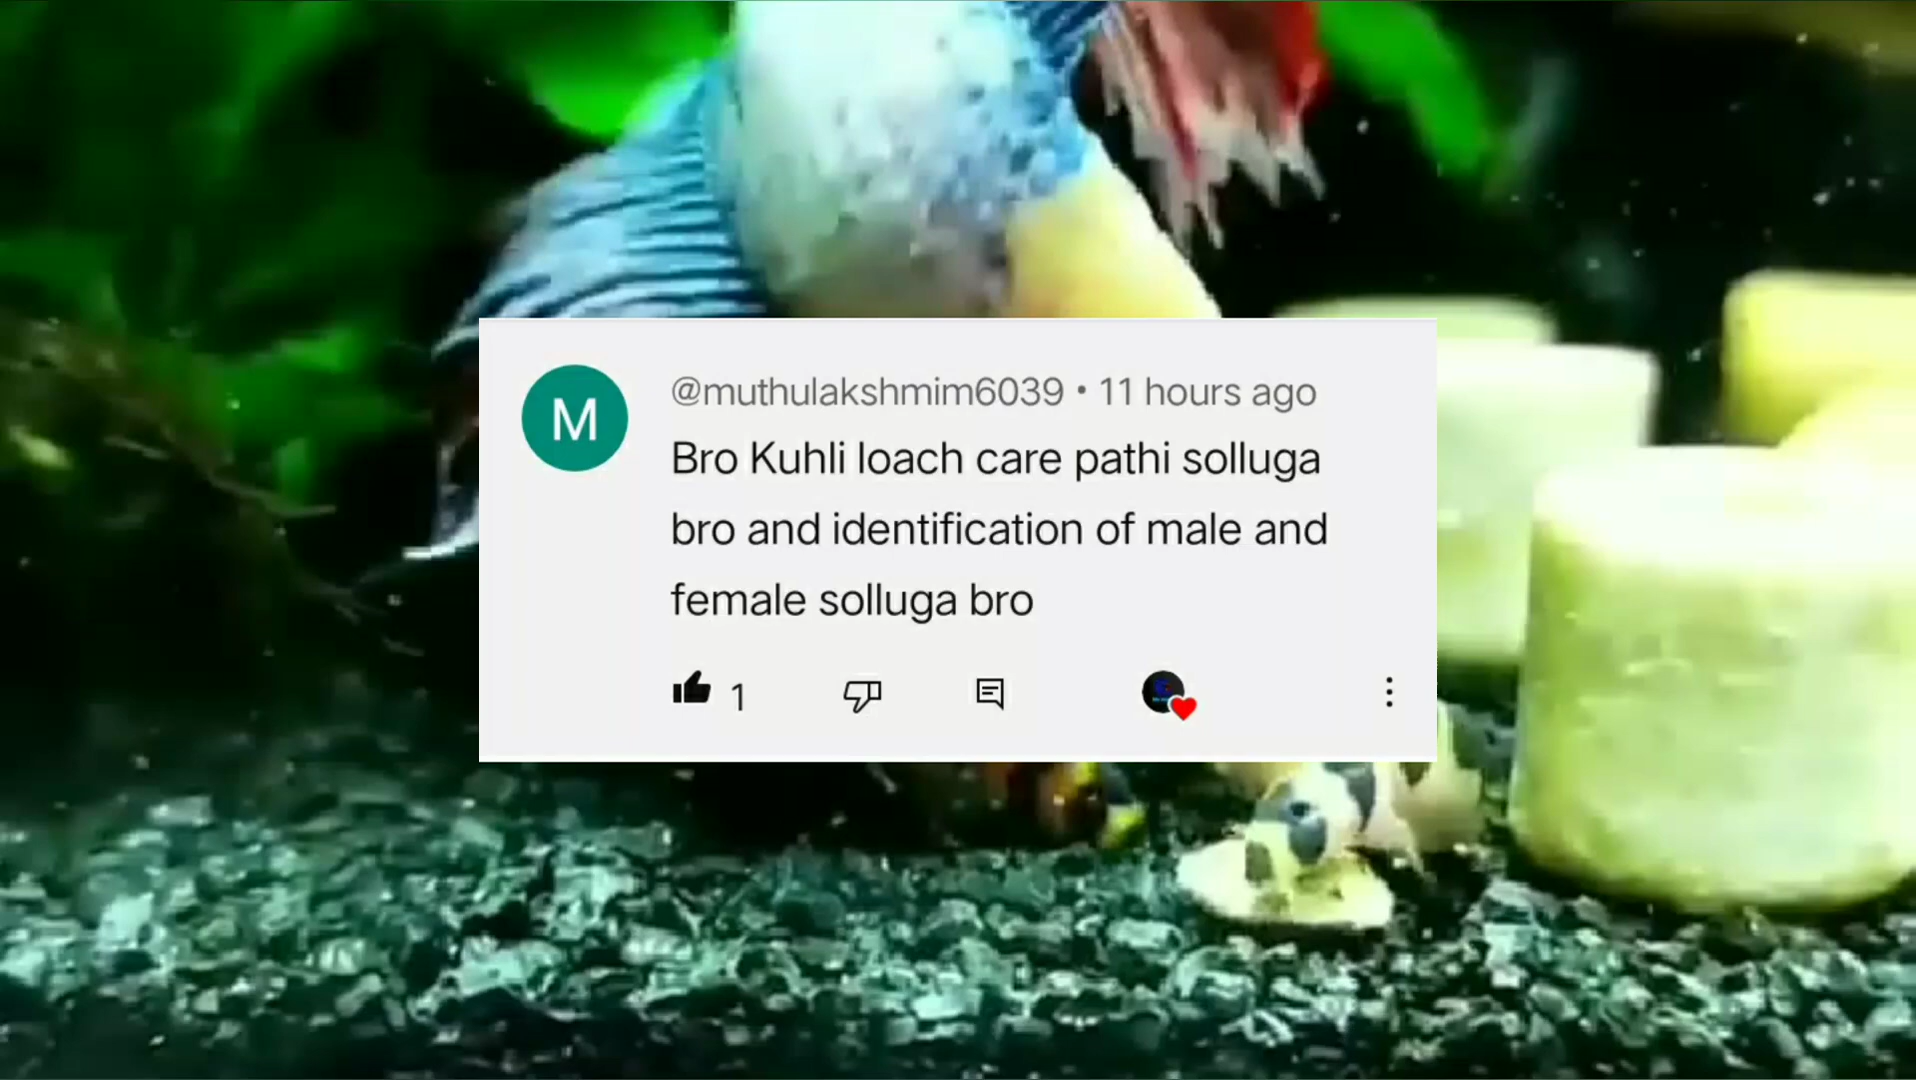 M
@muthulakshmim6039 • 11 hours ago
Bro Kuhli loach care pathi solluga
bro and identification of male and
female solluga bro
1